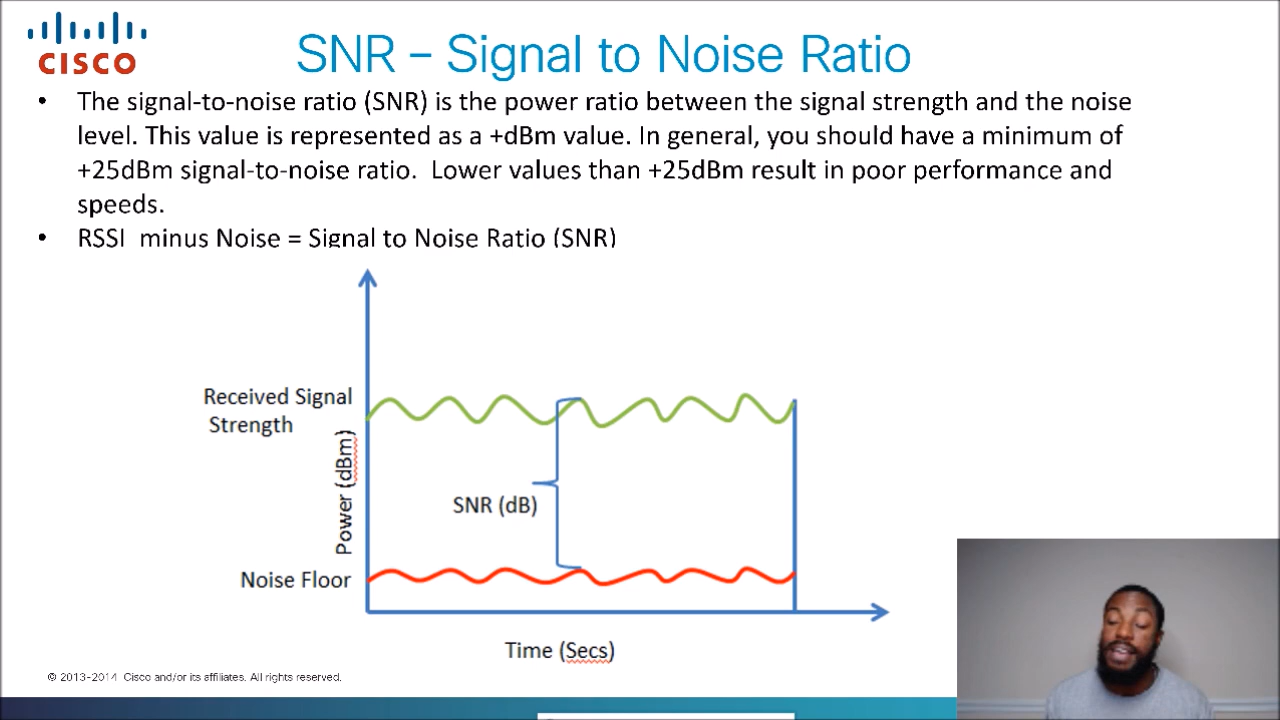 CISCO
SNR – Signal to Noise Ratio
• The signal-to-noise ratio (SNR) is the power ratio between the signal strength and the noise
level. This value is represented as a +dBm value. In general, you should have a minimum of
+25dBm signal-to-noise ratio.  Lower values than +25dBm result in poor performance and
speeds.
• RSSI  minus Noise = Signal to Noise Ratio (SNR)
Received Signal
Strength
Power (dBm)
SNR (dB)
Noise Floor
Time (Secs)
© 2013-2014  Cisco and/or its affiliates. All rights reserved.